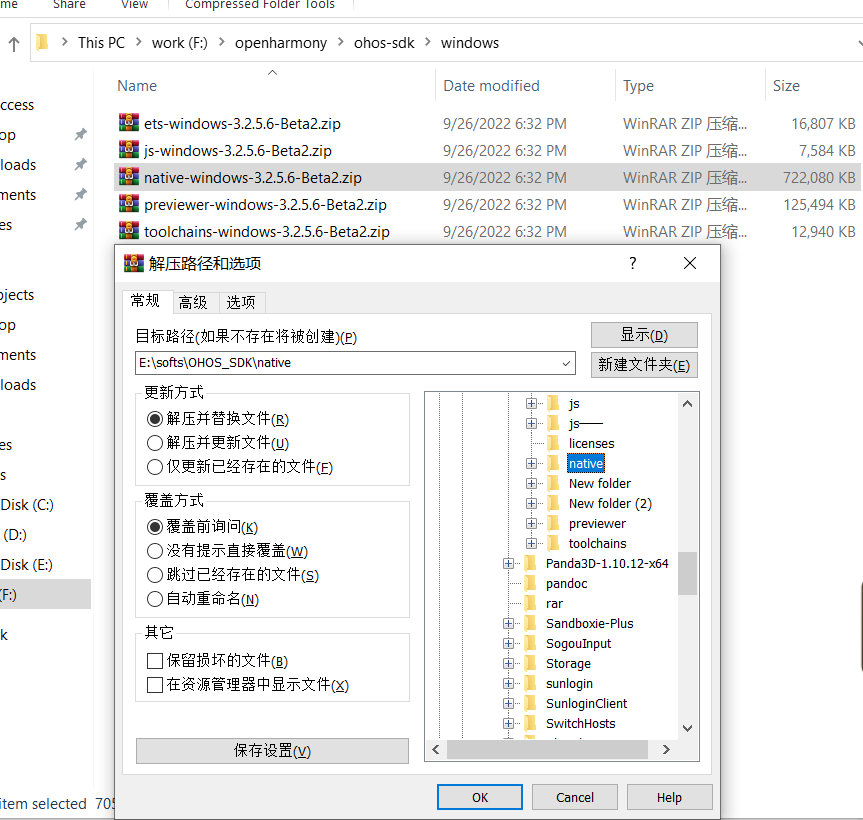 me Share View Compressed Folder Tools
This PC work (F:) openharmony ohos-sdk windows
Name Date modified Type Size
ets-windows-3.2.5.6-Beta2.zip 9/26/2022 6:32 PM WinRAR ZIP 压缩... 16,807 KB
js-windows-3.2.5.6-Beta2.zip 9/26/2022 6:32 PM WinRAR ZIP 压缩... 7,584 KB
native-windows-3.2.5.6-Beta2.zip 9/26/2022 6:32 PM WinRAR ZIP 压缩... 722,080 KB
previewer-windows-3.2.5.6-Beta2.zip 9/26/2022 6:32 PM WinRAR ZIP 压缩... 125,494 KB
toolchains-windows-3.2.5.6-Beta2.zip 9/26/2022 6:32 PM WinRAR ZIP 压缩... 12,940 KB
ccess
op
loads
ments
es
bjects
op
ments
loads
es
s
Disk (C:)
(D:)
Disk (E:)
(F:)
k
item selected 705
解压路径和选项 ?
常规 高级 选项
目标路径(如果不存在将被创建)(P)
显示(D)
E:\softs\OHOS_SDK\native
新建文件夹(E)
更新方式
解压并替换文件(R)
解压并更新文件(U)
仅更新已经存在的文件(F)
覆盖方式
覆盖前询问(K)
没有提示直接覆盖(W)
跳过已经存在的文件(S)
自动重命名(N)
其它
保留损坏的文件(B)
在资源管理器中显示文件(X)
保存设置(V)
js
js——
licenses
native
New folder
New folder (2)
previewer
toolchains
Panda3D-1.10.12-x64
pandoc
rar
Sandboxie-Plus
SogouInput
Storage
sunlogin
SunloginClient
SwitchHosts
OK Cancel Help